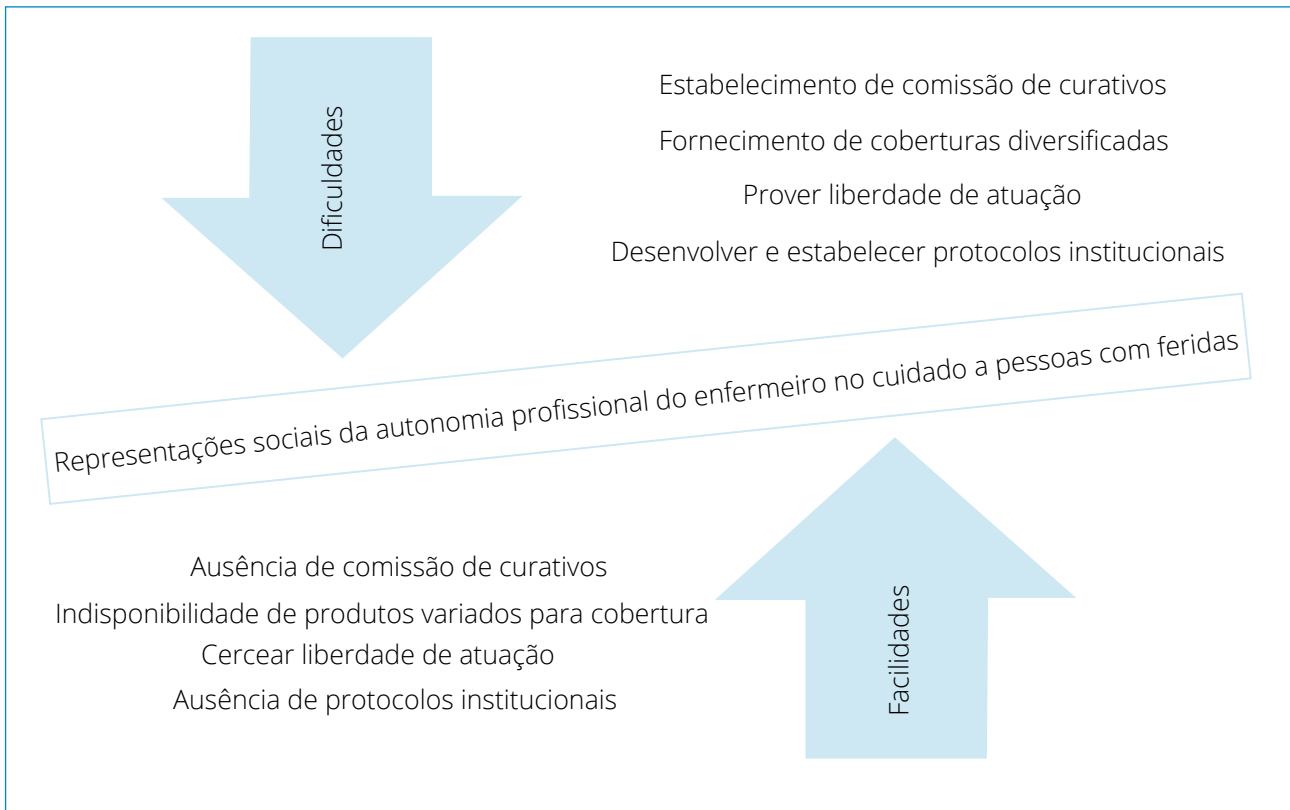 Dificuldades
Estabelecimento de comissão de curativos
Fornecimento de coberturas diversificadas
Prover liberdade de atuação
Desenvolver e estabelecer protocolos institucionais
Representações sociais da autonomia profissional do enfermeiro no cuidado a pessoas com feridas
Ausência de comissão de curativos
Indisponibilidade de produtos variados para cobertura
Cercear liberdade de atuação
Ausência de protocolos institucionais
Facilidades